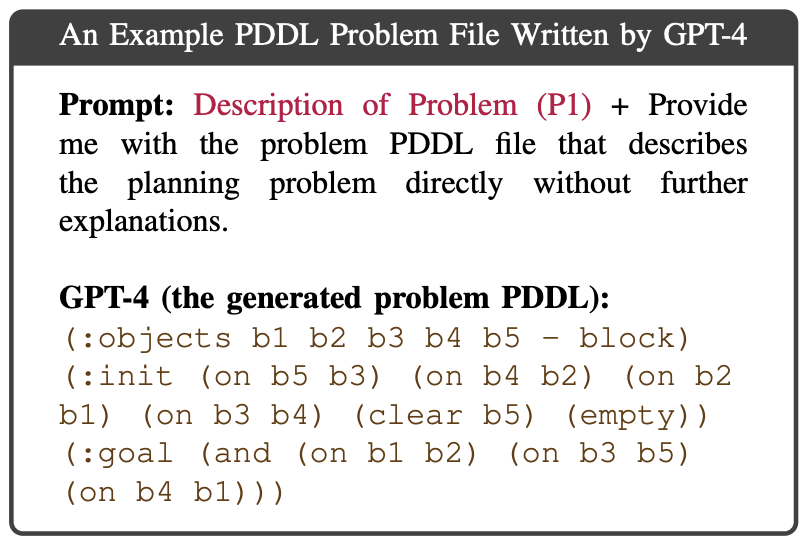 An Example PDDL Problem File Written by GPT-4
Prompt: Description of Problem (P1) + Provide
me with the problem PDDL file that describes
the planning problem directly without further
explanations.
GPT-4 (the generated problem PDDL):
(:objects b1 b2 b3 b4 b5 - block)
(:init (on b5 b3) (on b4 b2) (on b2
b1) (on b3 b4) (clear b5) (empty))
(:goal (and (on b1 b2) (on b3 b5)
(on b4 b1)))